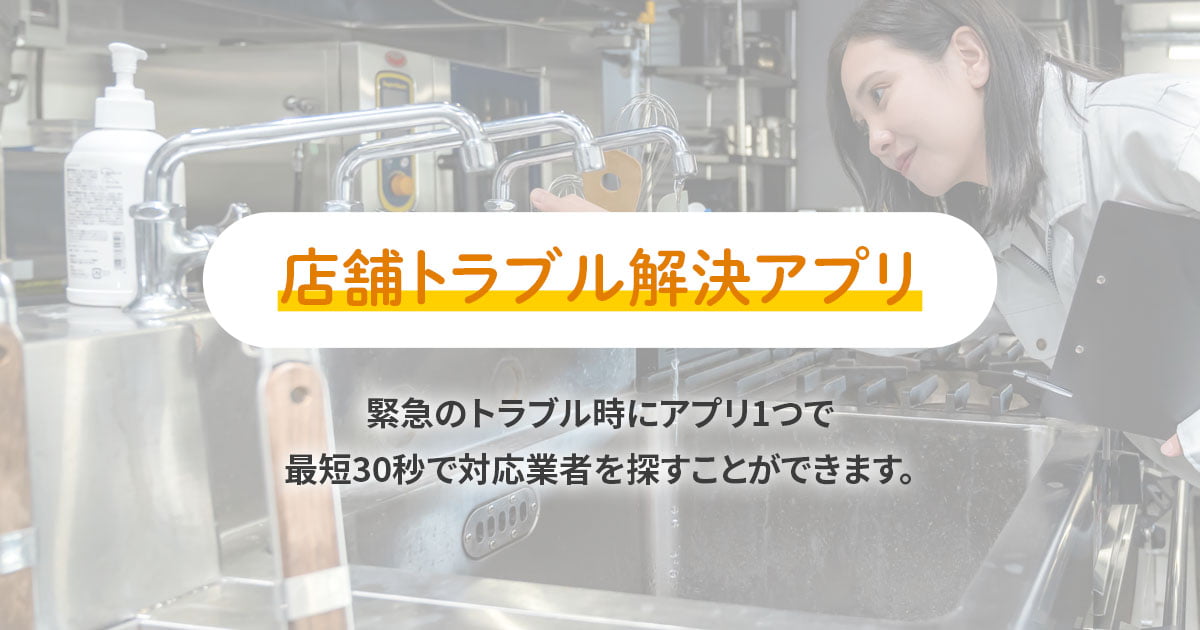 店舗トラブル解決アプリ
緊急のトラブル時にアプリ1つで
最短30秒で対応業者を探すことができます。